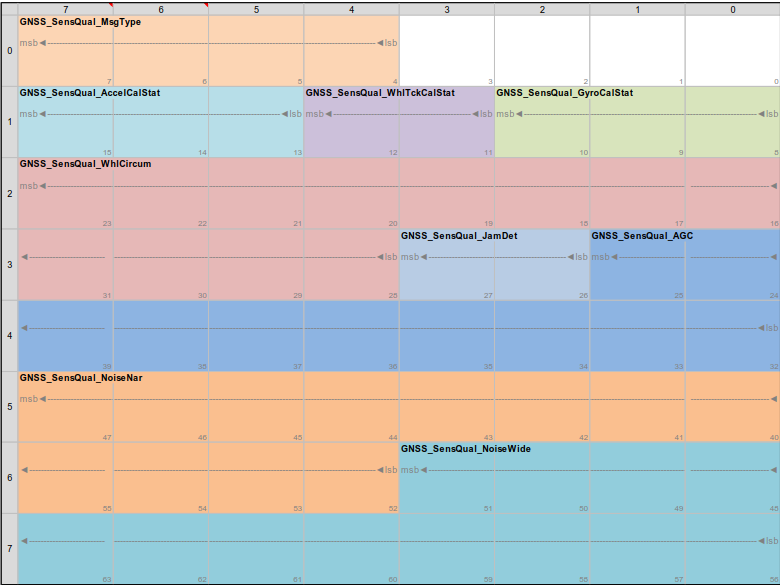 7 6 5 4 3 2 1 0
GNSS_SensQual_MsgType
0 msb lsb
7 6 5 4 3 2 1 0
GNSS_SensQual_AccelCalStat GNSS_SensQual_WhlTckCalStat GNSS_SensQual_GyroCalStat
1 msb lsb msb lsb msb lsb
15 14 13 12 11 10 9 8
GNSS_SensQual_WhlCircum
2 msb
23 22 21 20 19 18 17 16
GNSS_SensQual_JamDet GNSS_SensQual_AGC
3 lsb msb lsb msb
31 30 29 28 27 26 25 24
4 lsb
39 38 37 36 35 34 33 32
GNSS_SensQual_NoiseNar
5 msb
47 46 45 44 43 42 41 40
GNSS_SensQual_NoiseWide
6 lsb msb
55 54 53 52 51 50 49 48
7 lsb
63 62 61 60 59 58 57 56